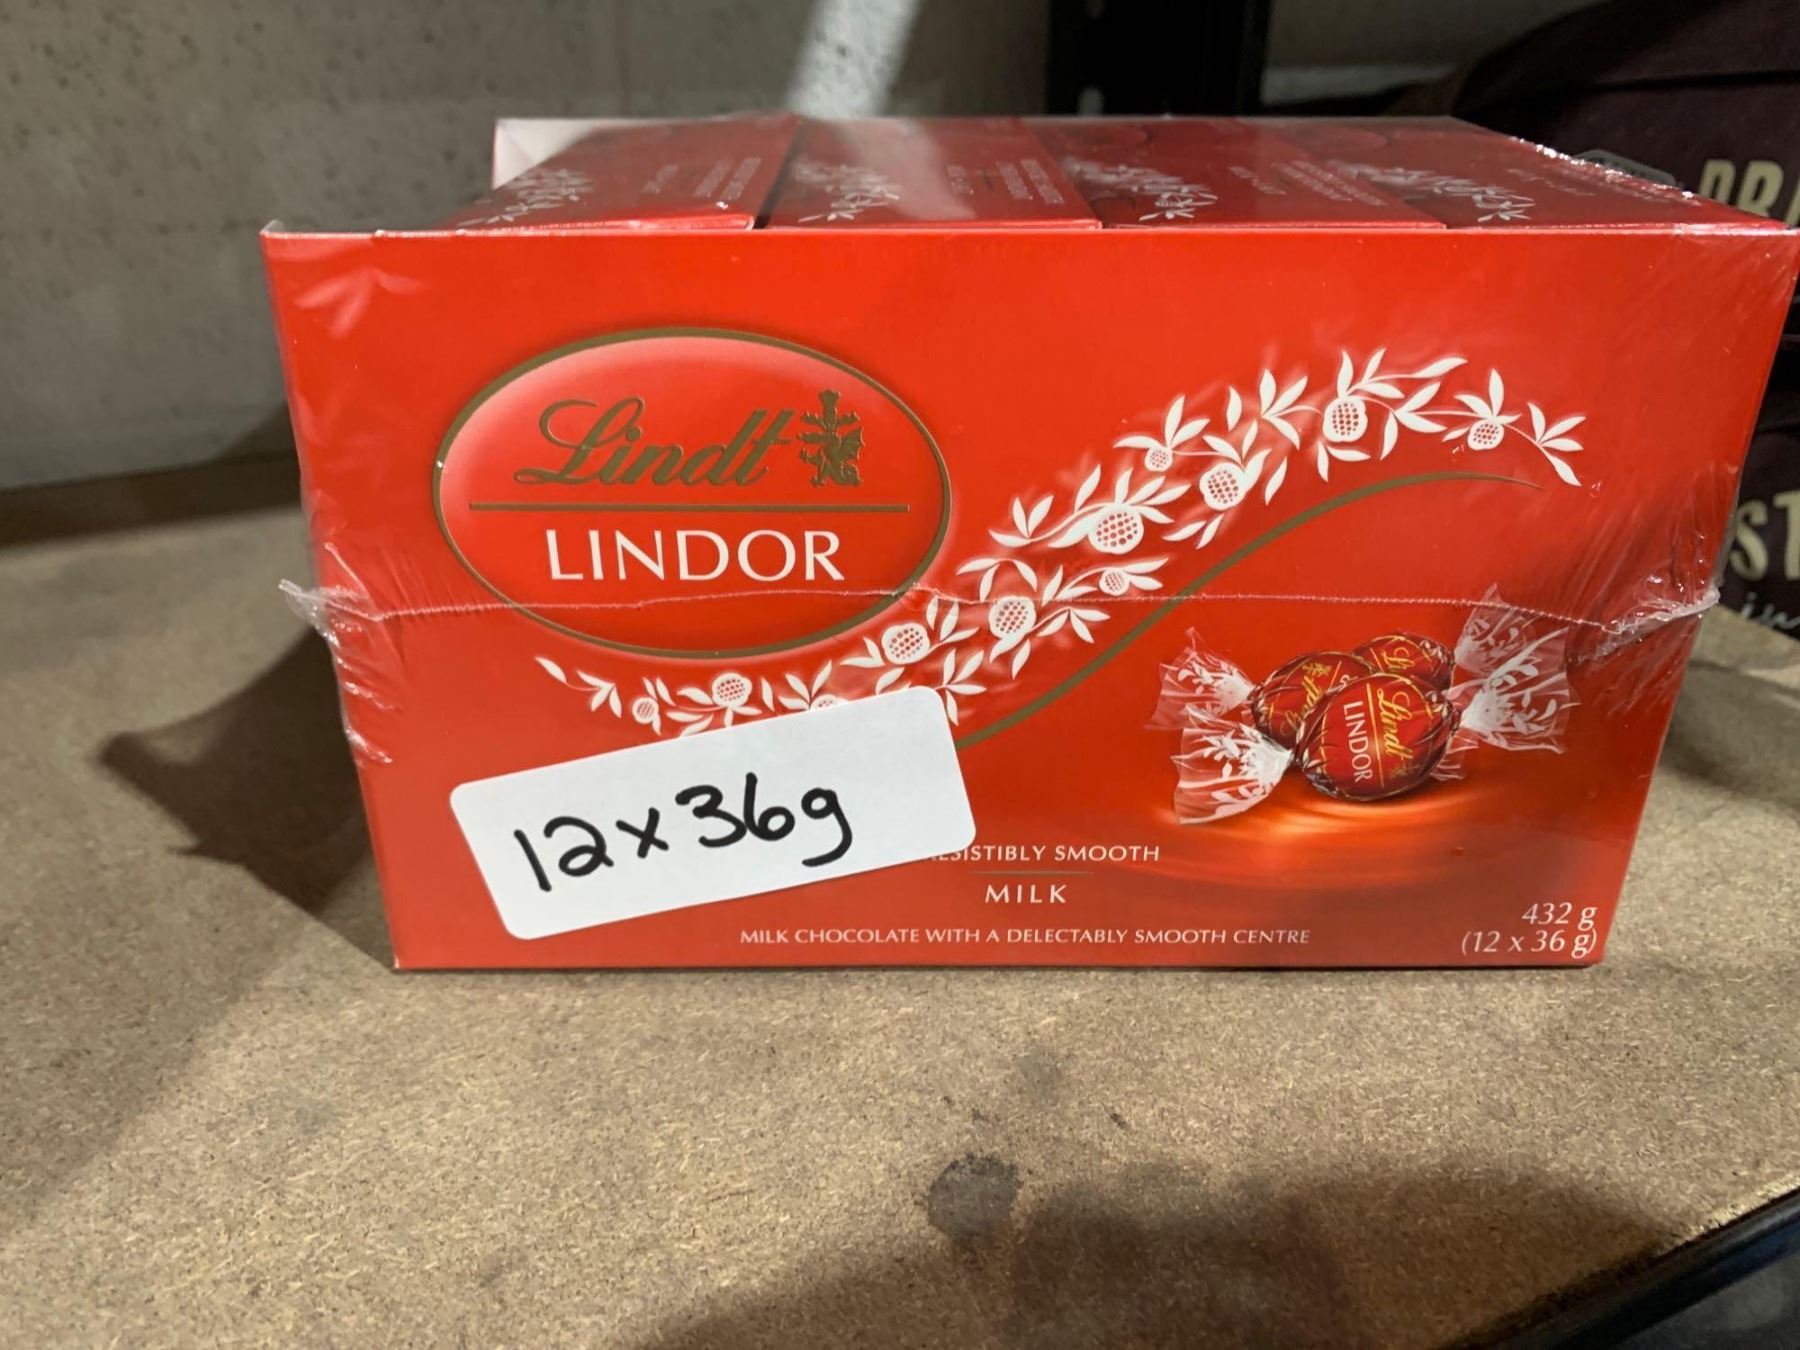 Lindt
LINDOR
12x36g
SISTIBLY SMOOTH
MILK
MILK CHOCOLATE WITH A DELECTABLY SMOOTH CENTRE
432 g
(12 x 36 g)
Lindt
LINDOR